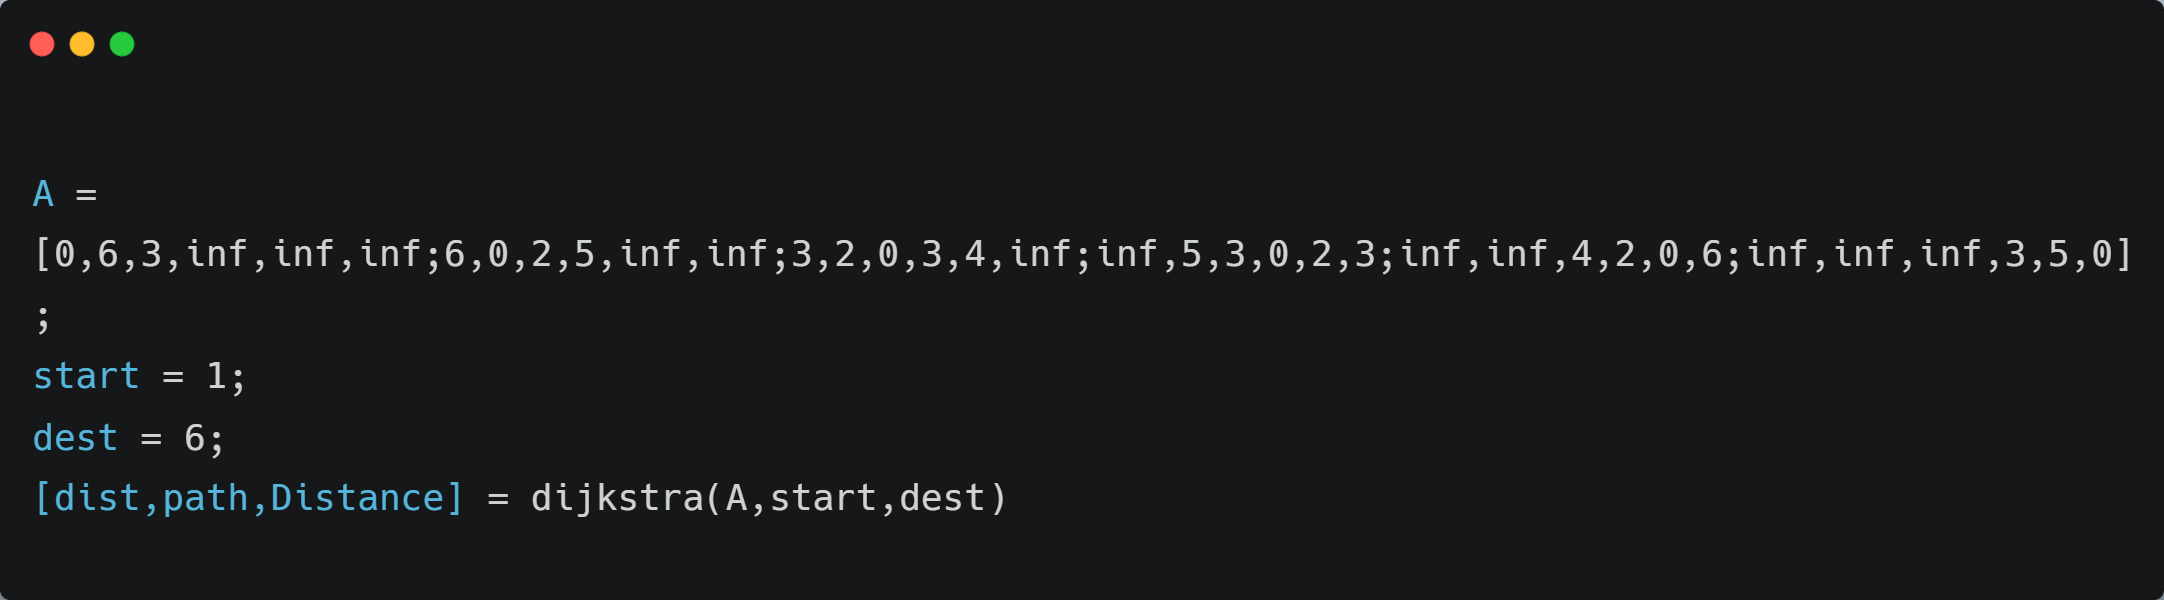 A =
[0,6,3,inf,inf,inf;6,0,2,5,inf,inf;3,2,0,3,4,inf;inf,5,3,0,2,3;inf,inf,4,2,0,6;inf,inf,inf,3,5,0]
;
start = 1;
dest = 6;
[dist,path,Distance] = dijkstra(A,start,dest)